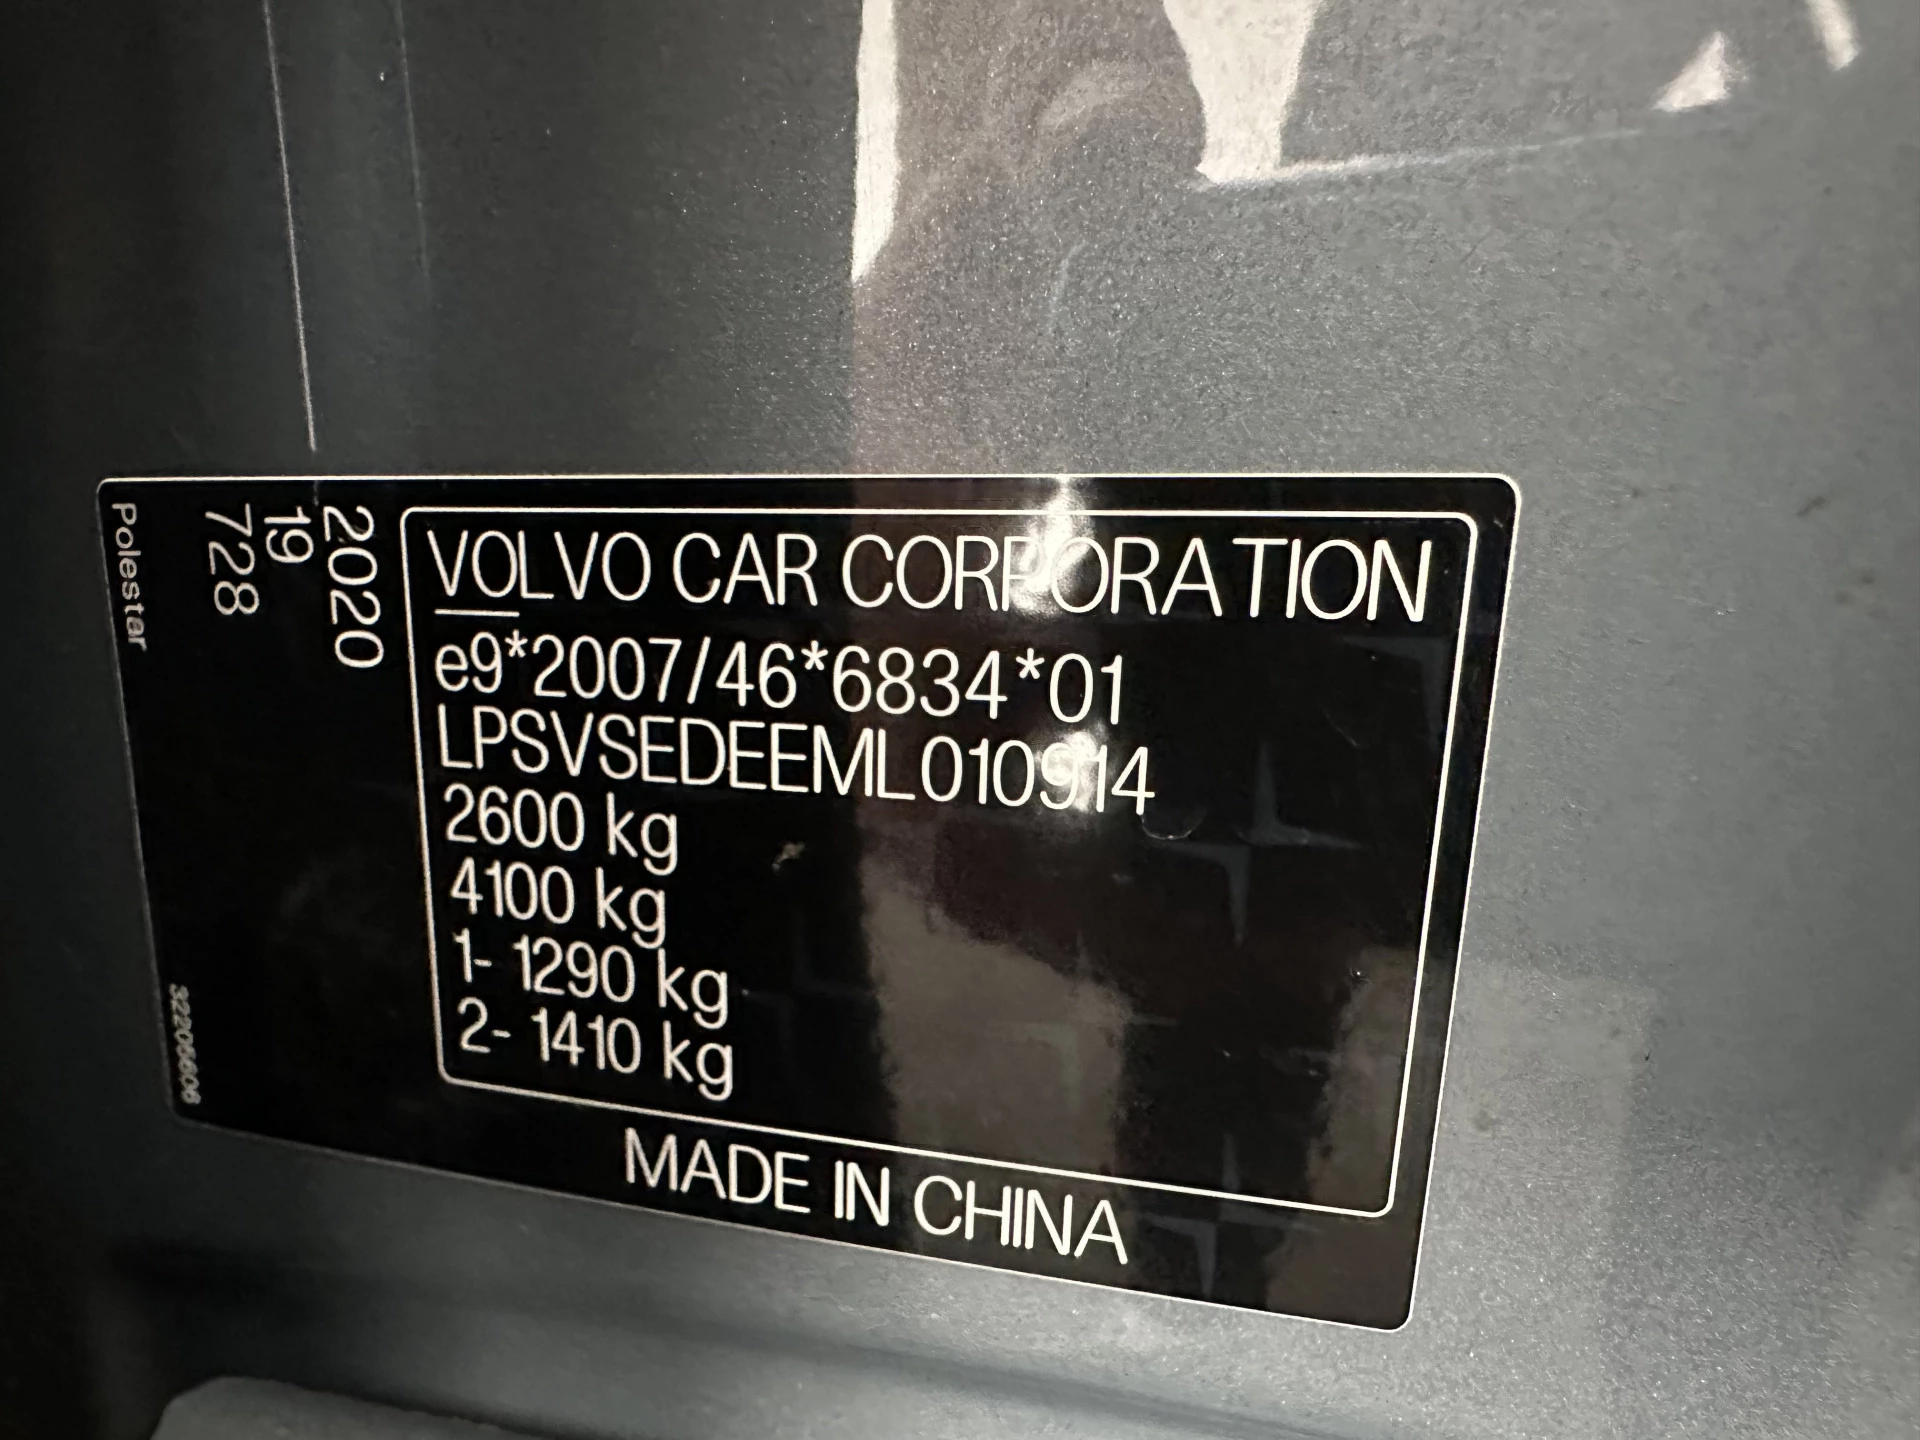 VOLVO CAR CORPORATION
e9*2007/46*6834*01
LPSVSEDEEML010914
2600 kg
4100 kg
1- 1290 kg
2- 1410 kg
MADE IN CHINA
2020
19
728
Polestar
32206606